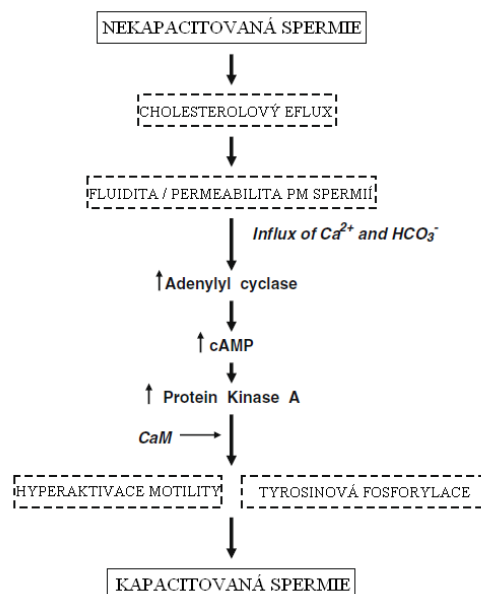 NEKAPACITOVANÁ SPERMIE
CHOLESTEROLOVÝ EFLUX
FLUIDITA / PERMEABILITA PM SPERMIÍ
Influx of Ca²⁺ and HCO₃⁻
↑Adenylyl cyclase
↑cAMP
↑ Protein Kinase A
CaM
HYPERAKTIVACE MOTILITY
TYROSINOVÁ FOSFORYLACE
KAPACITOVANÁ SPERMIE